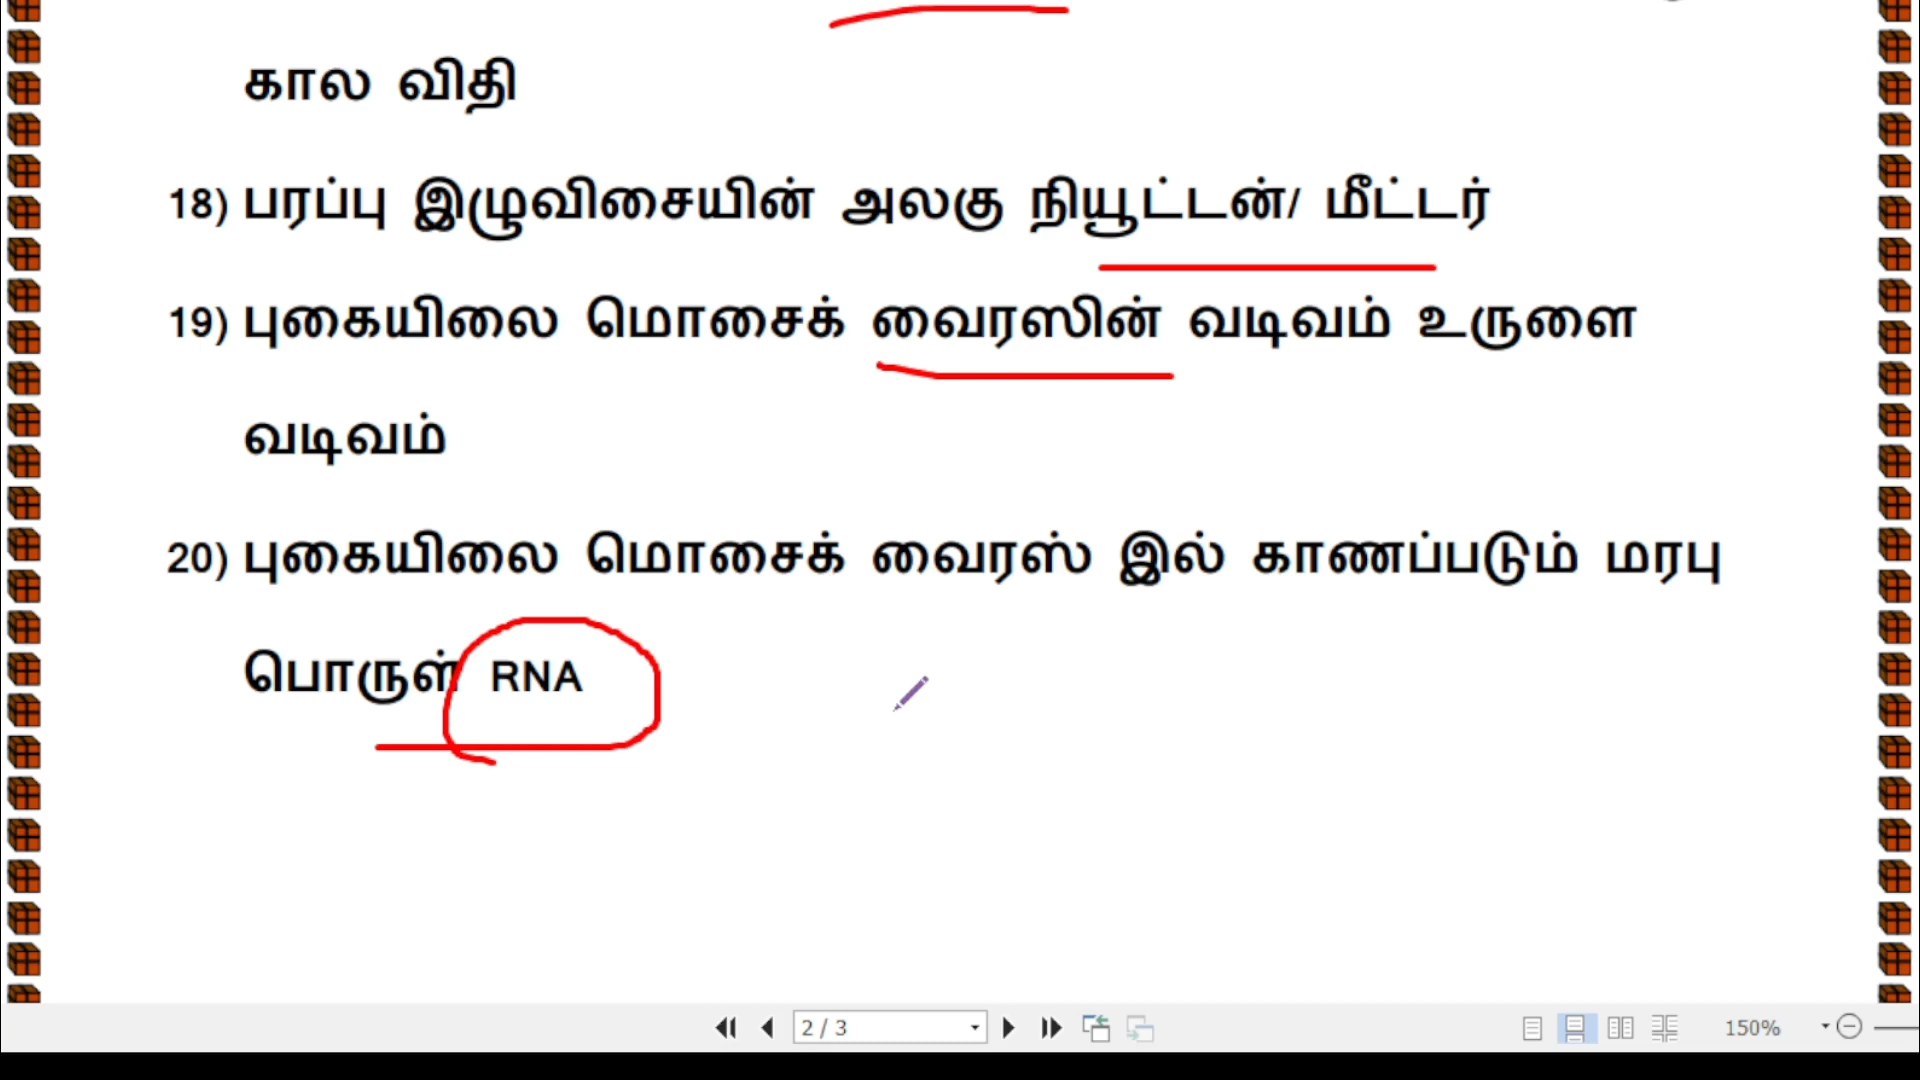 கால விதி
18) பரப்பு இழுவிசையின் அலகு நியூட்டன்/ மீட்டர்
19) புகையிலை மொசைக் வைரஸின் வடிவம் உருளை
வடிவம்
20) புகையிலை மொசைக் வைரஸ் இல் காணப்படும் மரபு
பொருள் RNA
2 / 3
150%